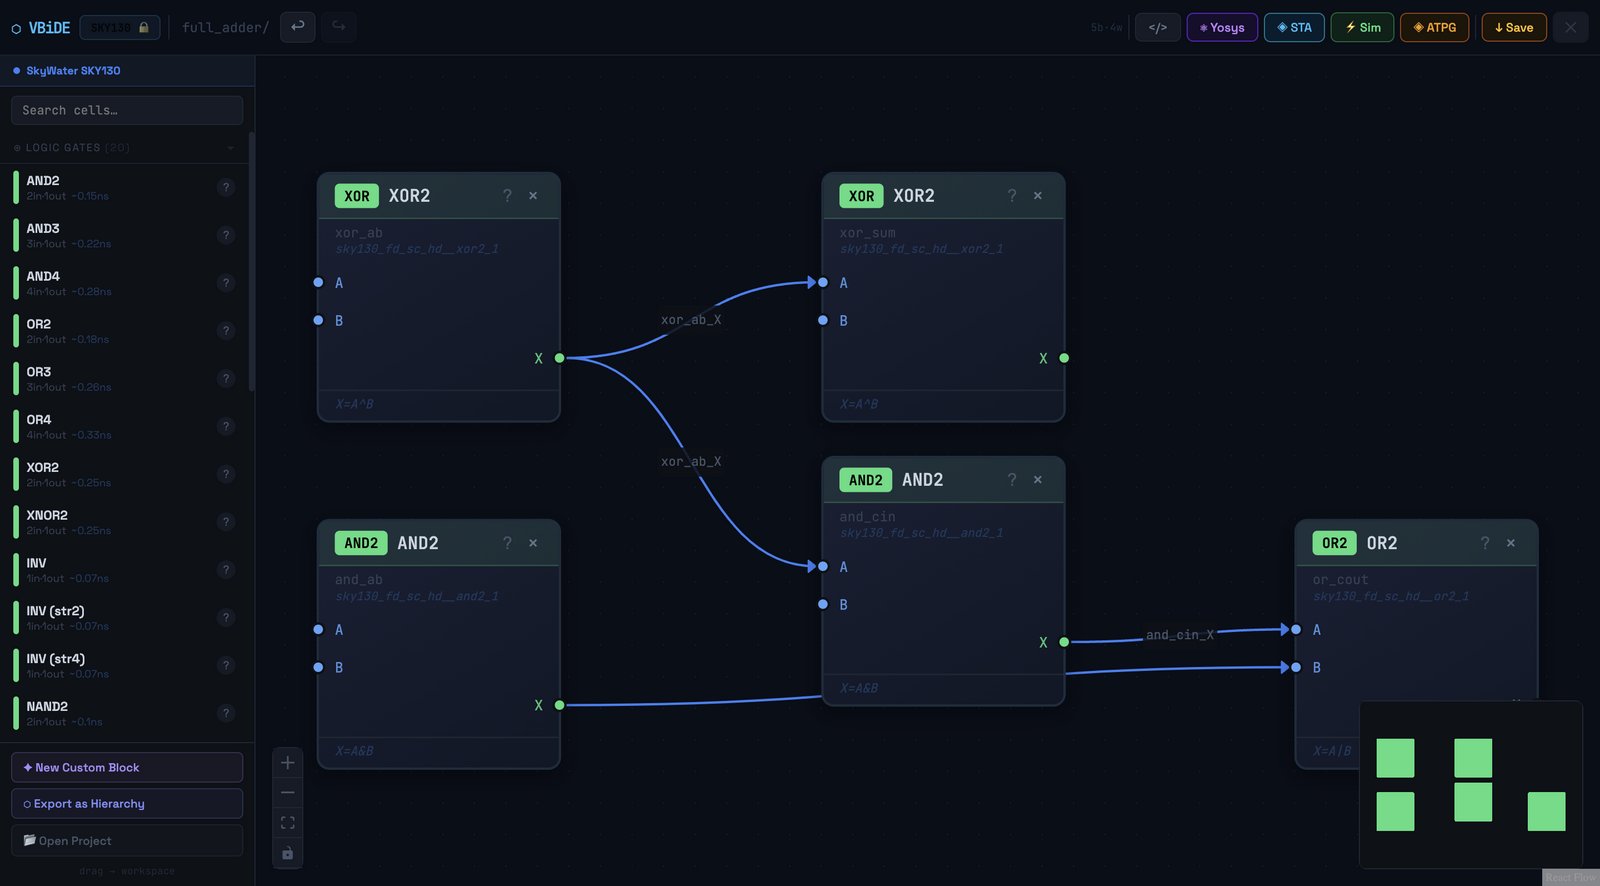 ⬡ VBiDE SKY130 🔒 full_adder/ ↩ ↪ 5b·4w </> ⚛ Yosys ◈ STA ⚡ Sim ◈ ATPG ↓ Save ×
SkyWater SKY130
Search cells…
LOGIC GATES (20)
AND2
2in·1out ~0.15ns
?
AND3
3in·1out ~0.22ns
?
AND4
4in·1out ~0.28ns
?
OR2
2in·1out ~0.18ns
?
OR3
3in·1out ~0.26ns
?
OR4
4in·1out ~0.33ns
?
XOR2
2in·1out ~0.25ns
?
XNOR2
2in·1out ~0.25ns
?
INV
1in·1out ~0.07ns
?
INV (str2)
1in·1out ~0.07ns
?
INV (str4)
1in·1out ~0.07ns
?
NAND2
2in·1out ~0.1ns
?
✦ New Custom Block
⬡ Export as Hierarchy
📂 Open Project
drag → workspace
XOR XOR2 ? ×
xor_ab
sky130_fd_sc_hd__xor2_1
A
B
X
X=A^B
xor_ab_X
xor_ab_X
XOR XOR2 ? ×
xor_sum
sky130_fd_sc_hd__xor2_1
A
B
X
X=A^B
AND2 AND2 ? ×
and_ab
sky130_fd_sc_hd__and2_1
A
B
X
X=A&B
AND2 AND2 ? ×
and_cin
sky130_fd_sc_hd__and2_1
A
B
X
X=A&B
and_cin_X
OR2 OR2 ? ×
or_cout
sky130_fd_sc_hd__or2_1
A
B
X=A|B
React Flow